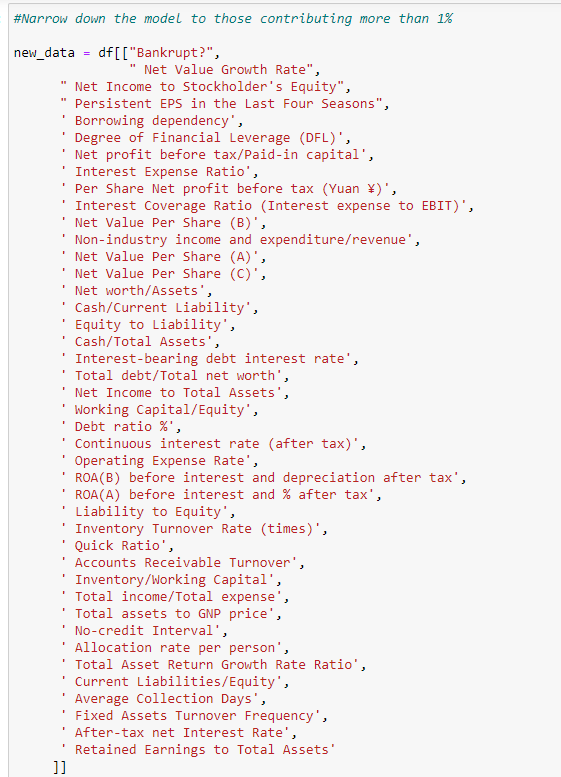 #Narrow down the model to those contributing more than 1%
new_data = df[["Bankrupt?",
" Net Value Growth Rate",
" Net Income to Stockholder's Equity",
" Persistent EPS in the Last Four Seasons",
' Borrowing dependency',
' Degree of Financial Leverage (DFL)',
' Net profit before tax/Paid-in capital',
' Interest Expense Ratio',
' Per Share Net profit before tax (Yuan ¥)',
' Interest Coverage Ratio (Interest expense to EBIT)',
' Net Value Per Share (B)',
' Non-industry income and expenditure/revenue',
' Net Value Per Share (A)',
' Net Value Per Share (C)',
' Net worth/Assets',
' Cash/Current Liability',
' Equity to Liability',
' Cash/Total Assets',
' Interest-bearing debt interest rate',
' Total debt/Total net worth',
' Net Income to Total Assets',
' Working Capital/Equity',
' Debt ratio %',
' Continuous interest rate (after tax)',
' Operating Expense Rate',
' ROA(B) before interest and depreciation after tax',
' ROA(A) before interest and % after tax',
' Liability to Equity',
' Inventory Turnover Rate (times)',
' Quick Ratio',
' Accounts Receivable Turnover',
' Inventory/Working Capital',
' Total income/Total expense',
' Total assets to GNP price',
' No-credit Interval',
' Allocation rate per person',
' Total Asset Return Growth Rate Ratio',
' Current Liabilities/Equity',
' Average Collection Days',
' Fixed Assets Turnover Frequency',
' After-tax net Interest Rate',
' Retained Earnings to Total Assets'
]]